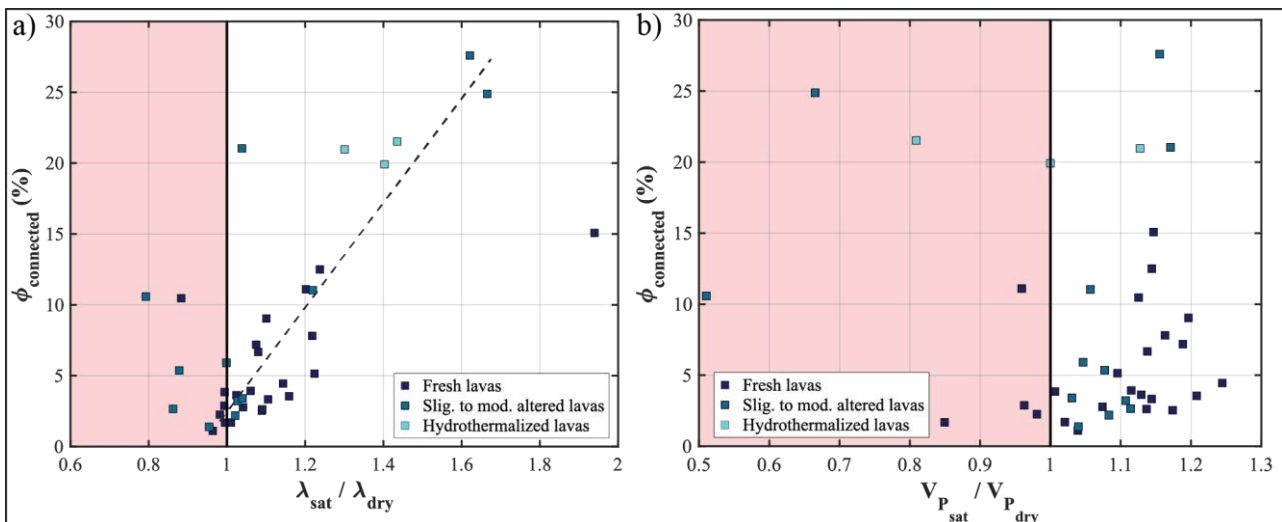 a)
30
25
20
15
10
5
0
ϕconnected (%)
Fresh lavas
Slig. to mod. altered lavas
Hydrothermalized lavas
0.6 0.8 1 1.2 1.4 1.6 1.8 2
λsat / λdry
b)
30
25
20
15
10
5
0
ϕconnected (%)
Fresh lavas
Slig. to mod. altered lavas
Hydrothermalized lavas
0.5 0.6 0.7 0.8 0.9 1 1.1 1.2 1.3
VPsat / VPdry